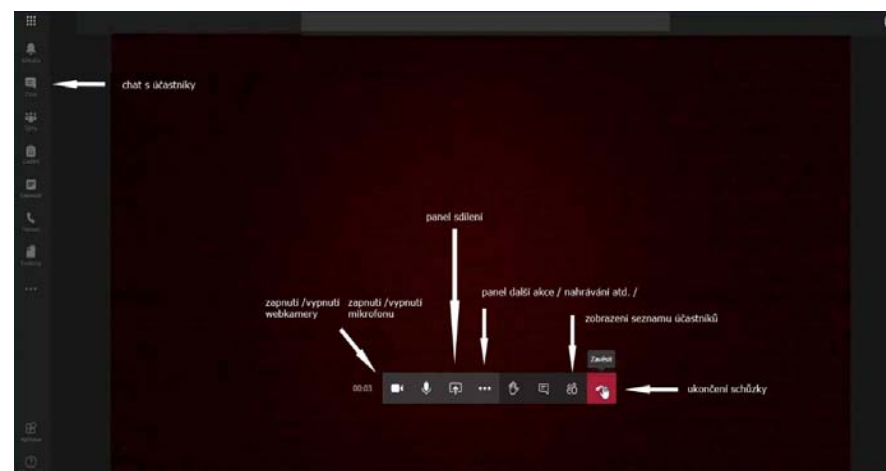 chat s účastníky
panel sdílení
panel další akce / nahrávání atd. /
zapnutí /vypnutí
webkamery
zapnutí /vypnutí
mikrofonu
zobrazení seznamu účastníků
Zavěsit
00:03
ukončení schůzky